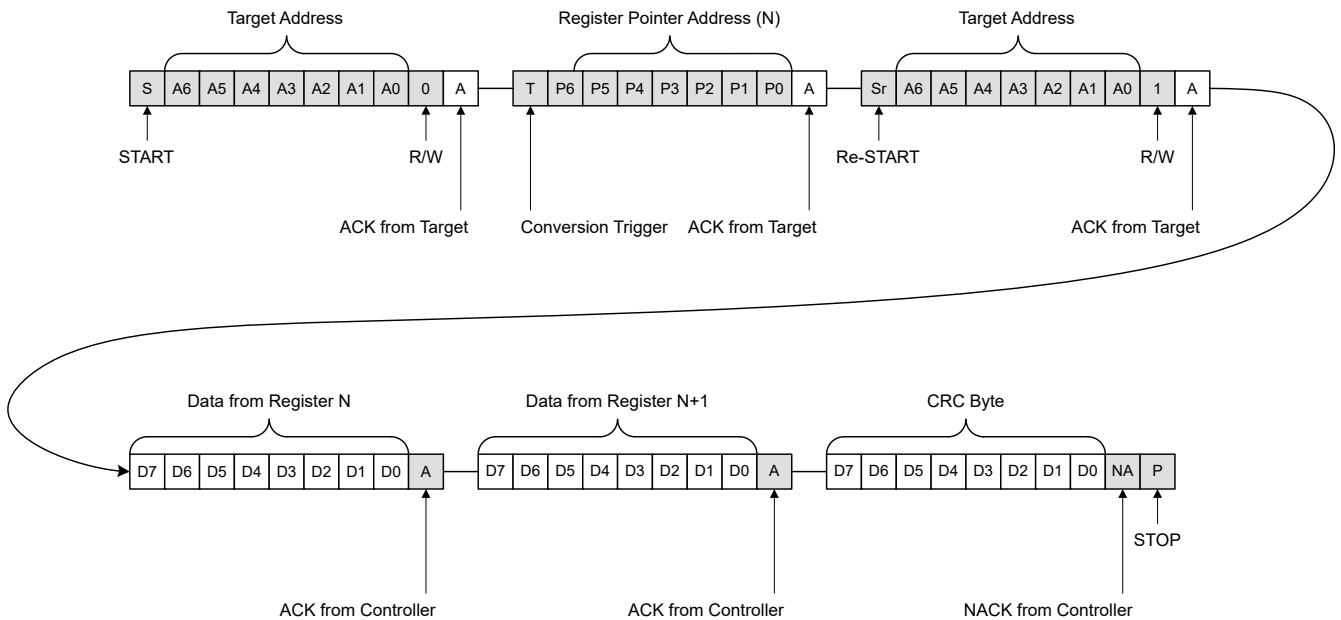 Target Address Register Pointer Address (N) Target Address
S A6 A5 A4 A3 A2 A1 A0 0 A T P6 P5 P4 P3 P2 P1 P0 A Sr A6 A5 A4 A3 A2 A1 A0 1 A
START R/W Re-START R/W
ACK from Target Conversion Trigger ACK from Target ACK from Target
Data from Register N Data from Register N+1 CRC Byte
D7 D6 D5 D4 D3 D2 D1 D0 A D7 D6 D5 D4 D3 D2 D1 D0 A D7 D6 D5 D4 D3 D2 D1 D0 NA P
STOP
ACK from Controller ACK from Controller NACK from Controller